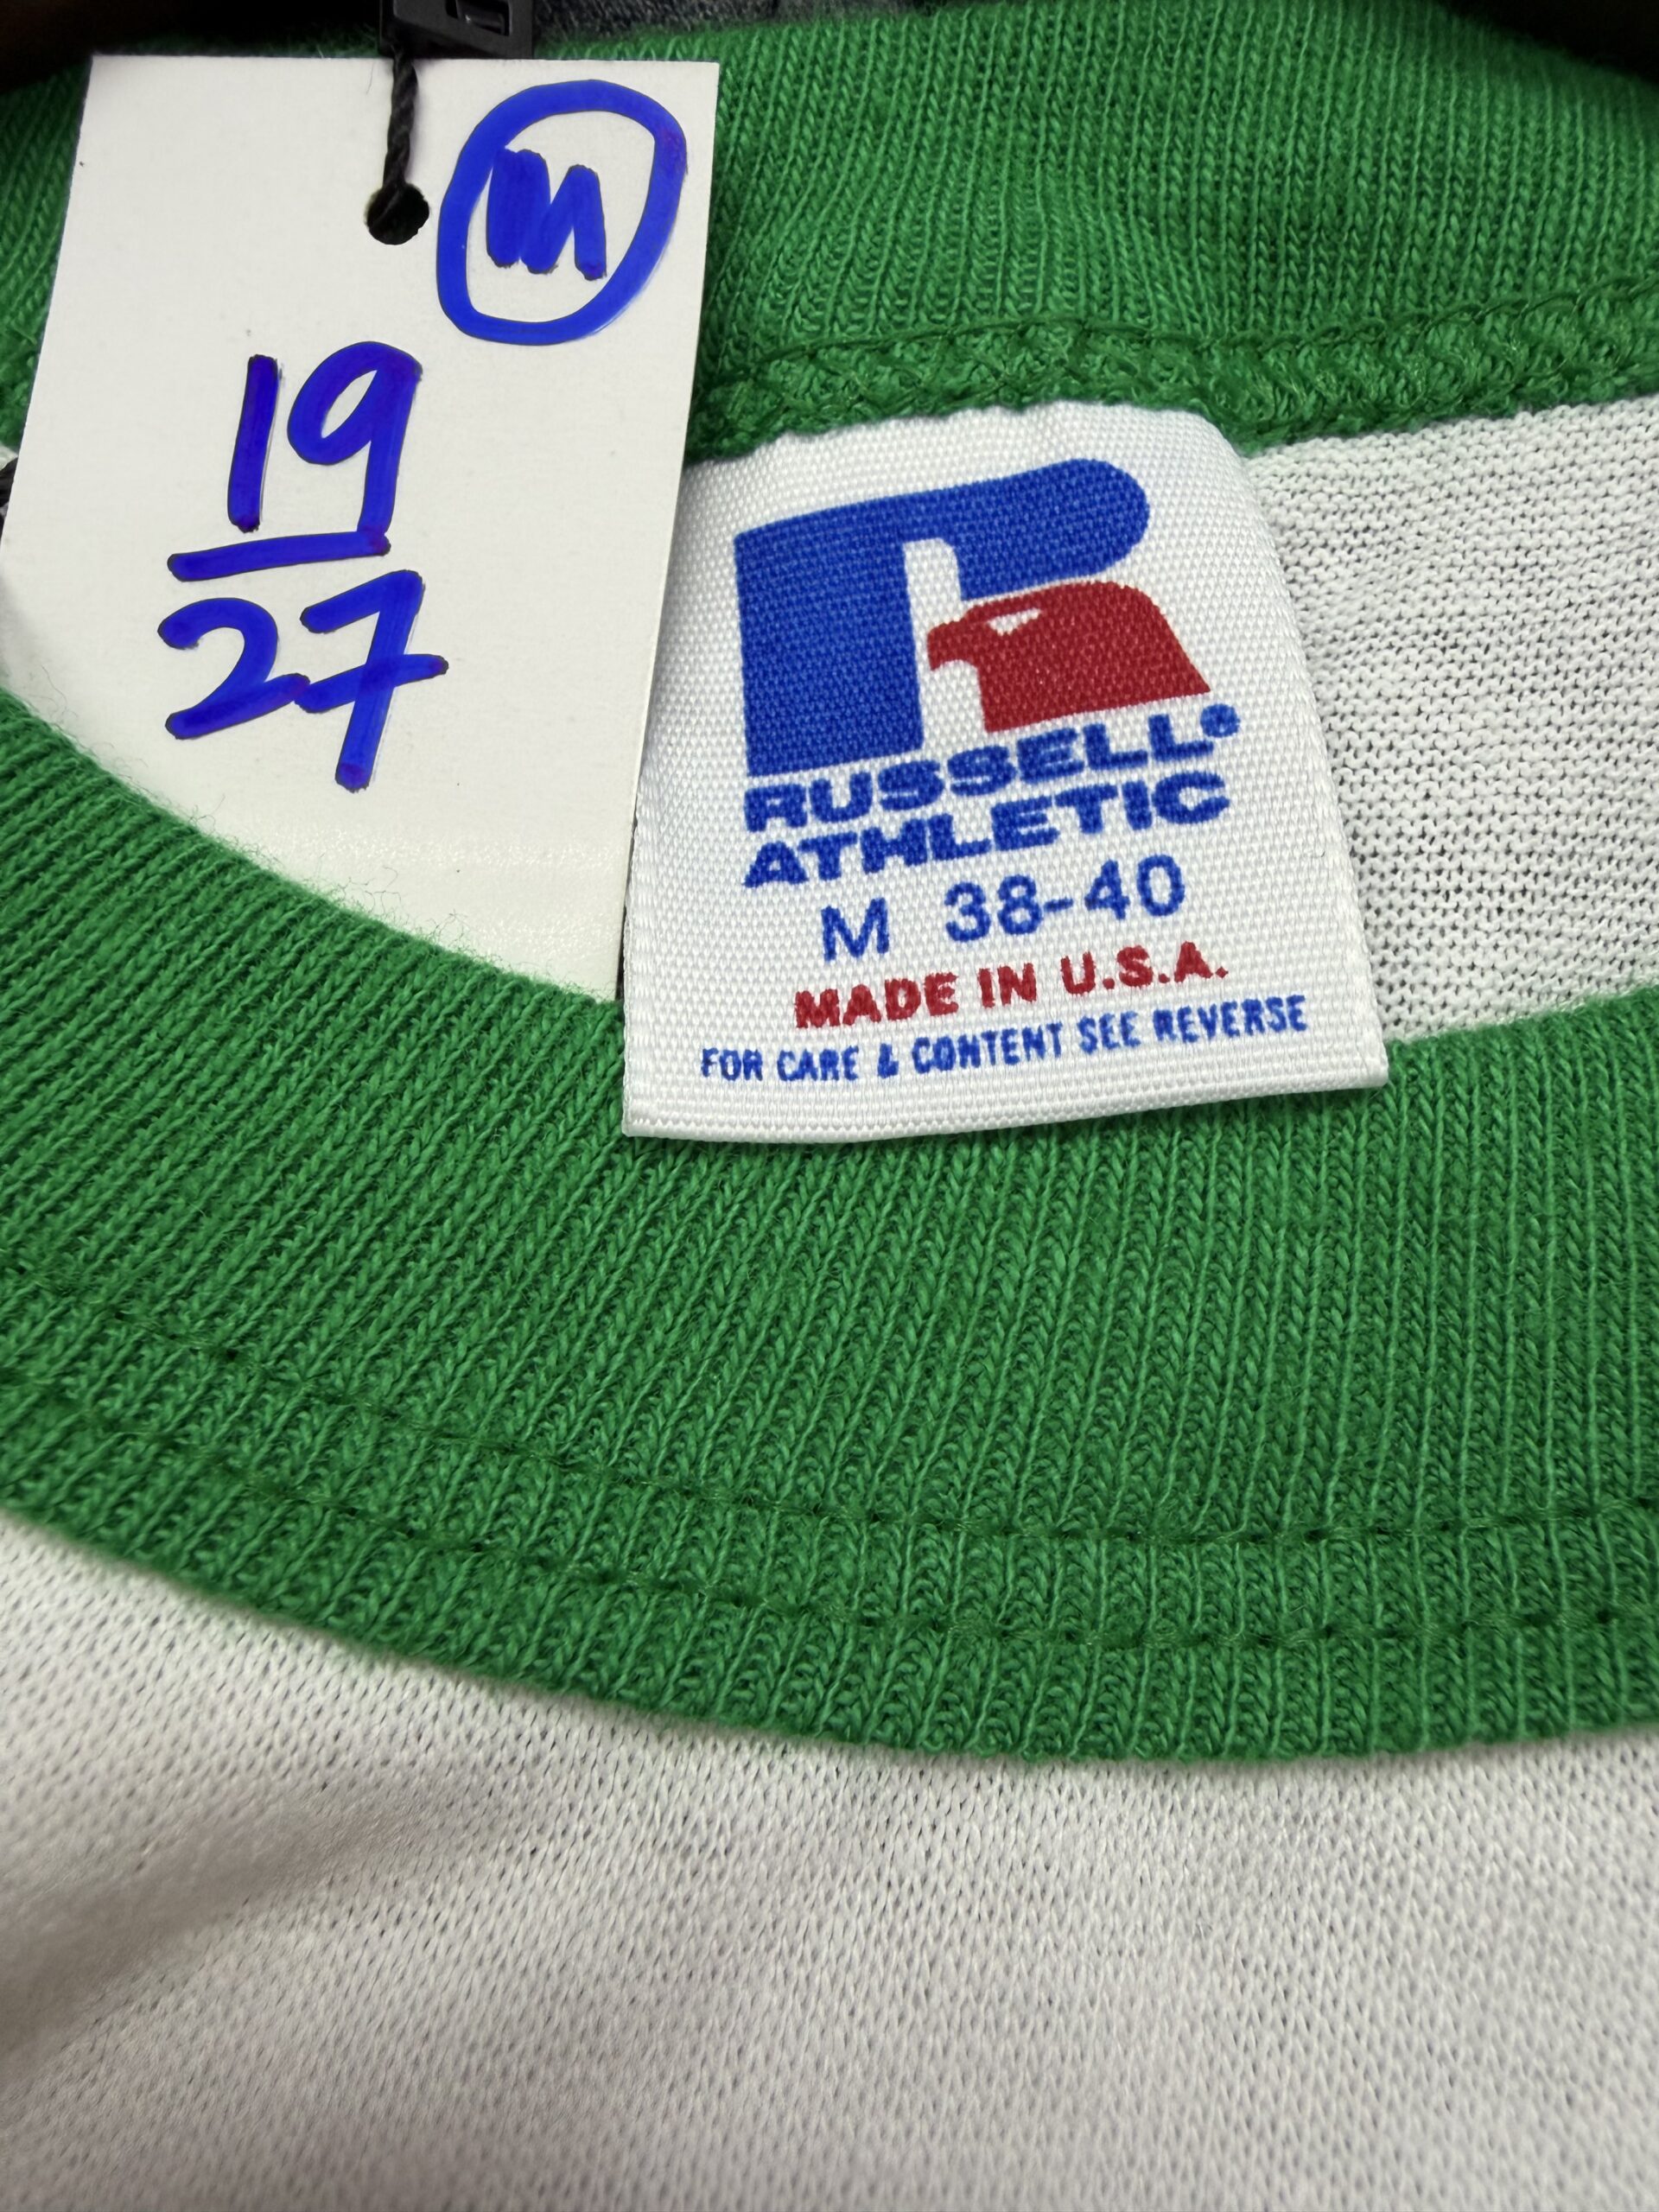 M
19
27
RUSSELL®
ATHLETIC
M 38-40
MADE IN U.S.A.
FOR CARE & CONTENT SEE REVERSE